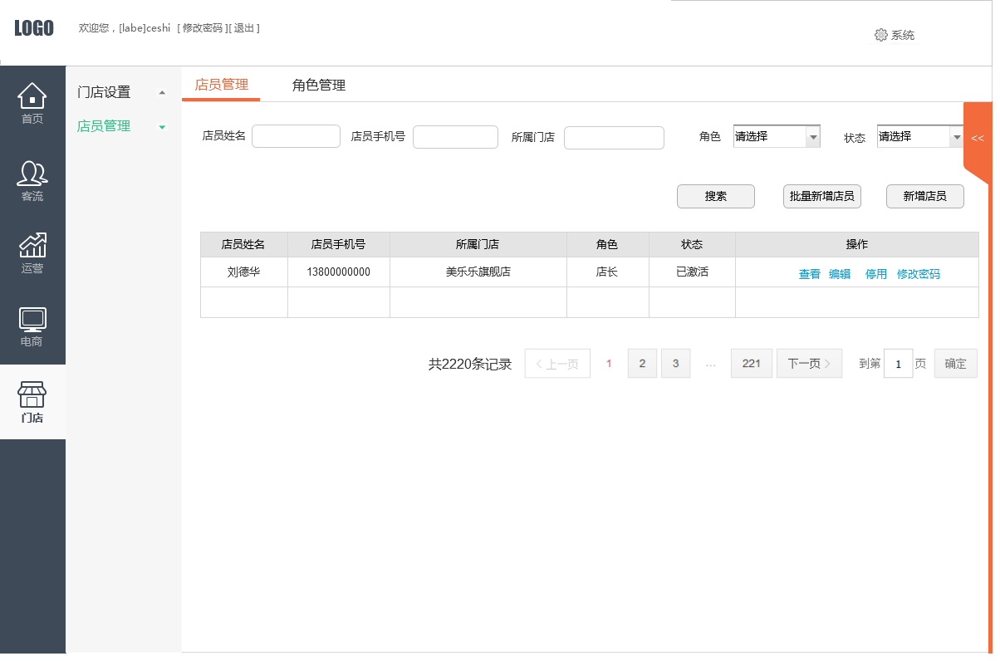 LOGO
欢迎您，[labe]ceshi [ 修改密码 ][ 退出 ]
系统
首页
客流
运营
电商
门店
门店设置
店员管理
店员管理 角色管理
店员姓名 店员手机号 所属门店 角色 请选择 状态 请选择
<<
搜索 批量新增店员 新增店员
店员姓名 店员手机号 所属门店 角色 状态 操作
刘德华 13800000000 美乐乐旗舰店 店长 已激活 查看 编辑 停用 修改密码
共2220条记录 上一页 1 2 3 ... 221 下一页 到第 1 页 确定